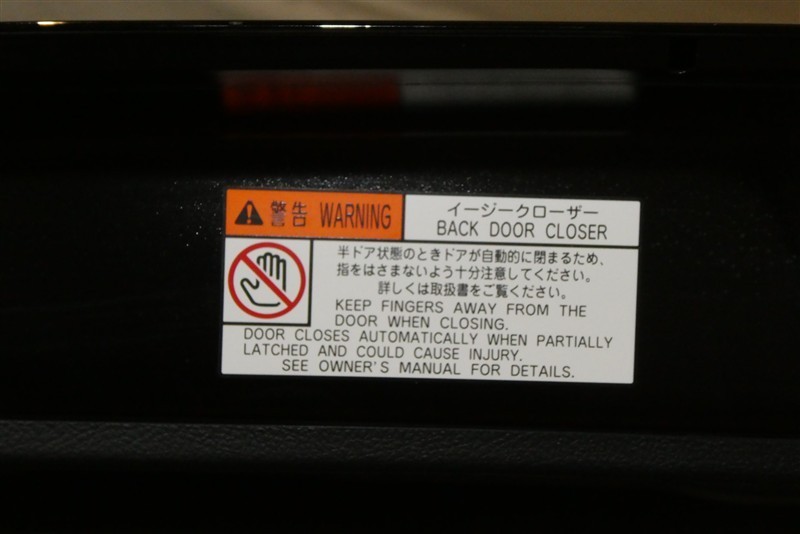 警告 WARNING
イージークローザー
BACK DOOR CLOSER
半ドア状態のときドアが自動的に閉まるため、
指をはさまないよう十分注意してください。
詳しくは取扱書をご覧ください。
KEEP FINGERS AWAY FROM THE
DOOR WHEN CLOSING.
DOOR CLOSES AUTOMATICALLY WHEN PARTIALLY
LATCHED AND COULD CAUSE INJURY.
SEE OWNER'S MANUAL FOR DETAILS.